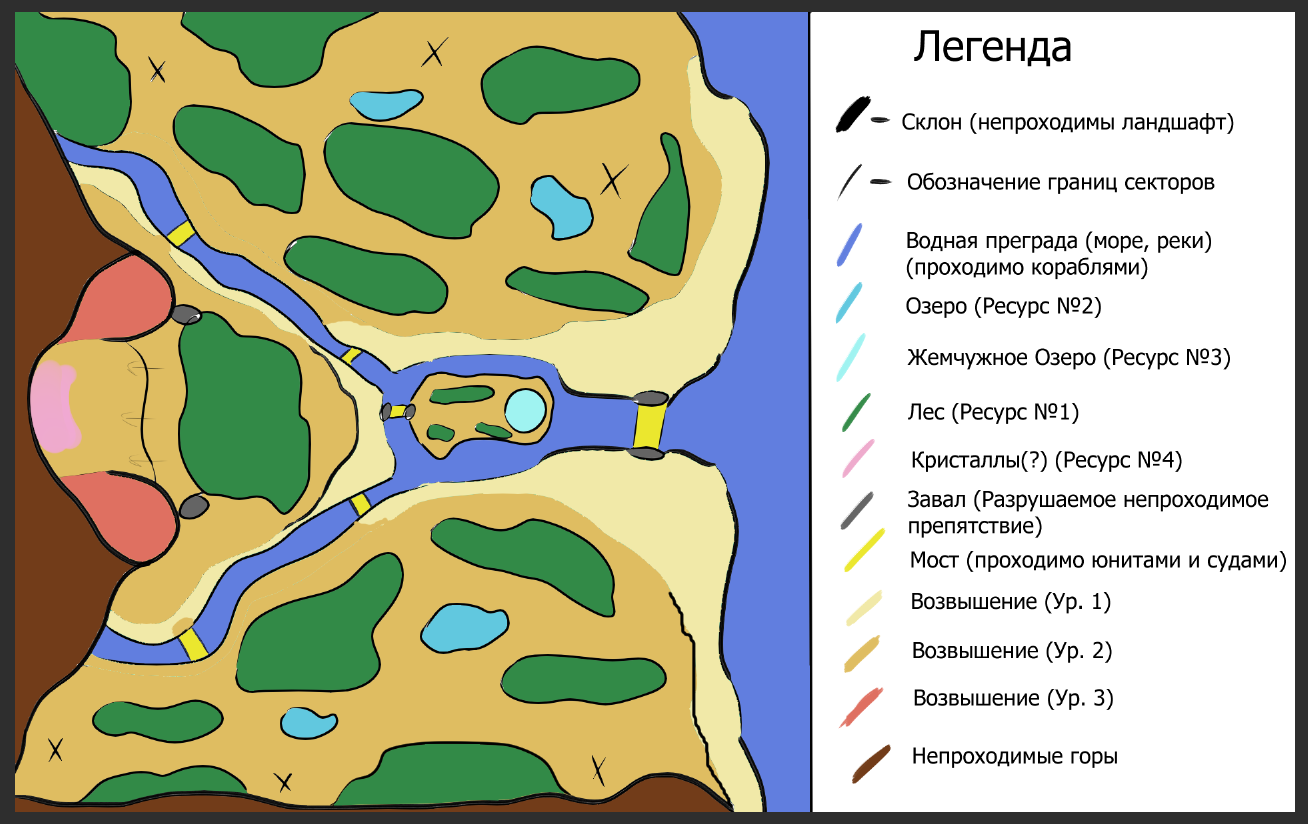 Легенда
Склон (непроходимы ландшафт)
Обозначение границ секторов
Водная преграда (море, реки)
(проходимо кораблями)
Озеро (Ресурс №2)
Жемчужное Озеро (Ресурс №3)
Лес (Ресурс №1)
Кристаллы(?) (Ресурс №4)
Завал (Разрушаемое непроходимое
препятствие)
Мост (проходимо юнитами и судами)
Возвышение (Ур. 1)
Возвышение (Ур. 2)
Возвышение (Ур. 3)
Непроходимые горы